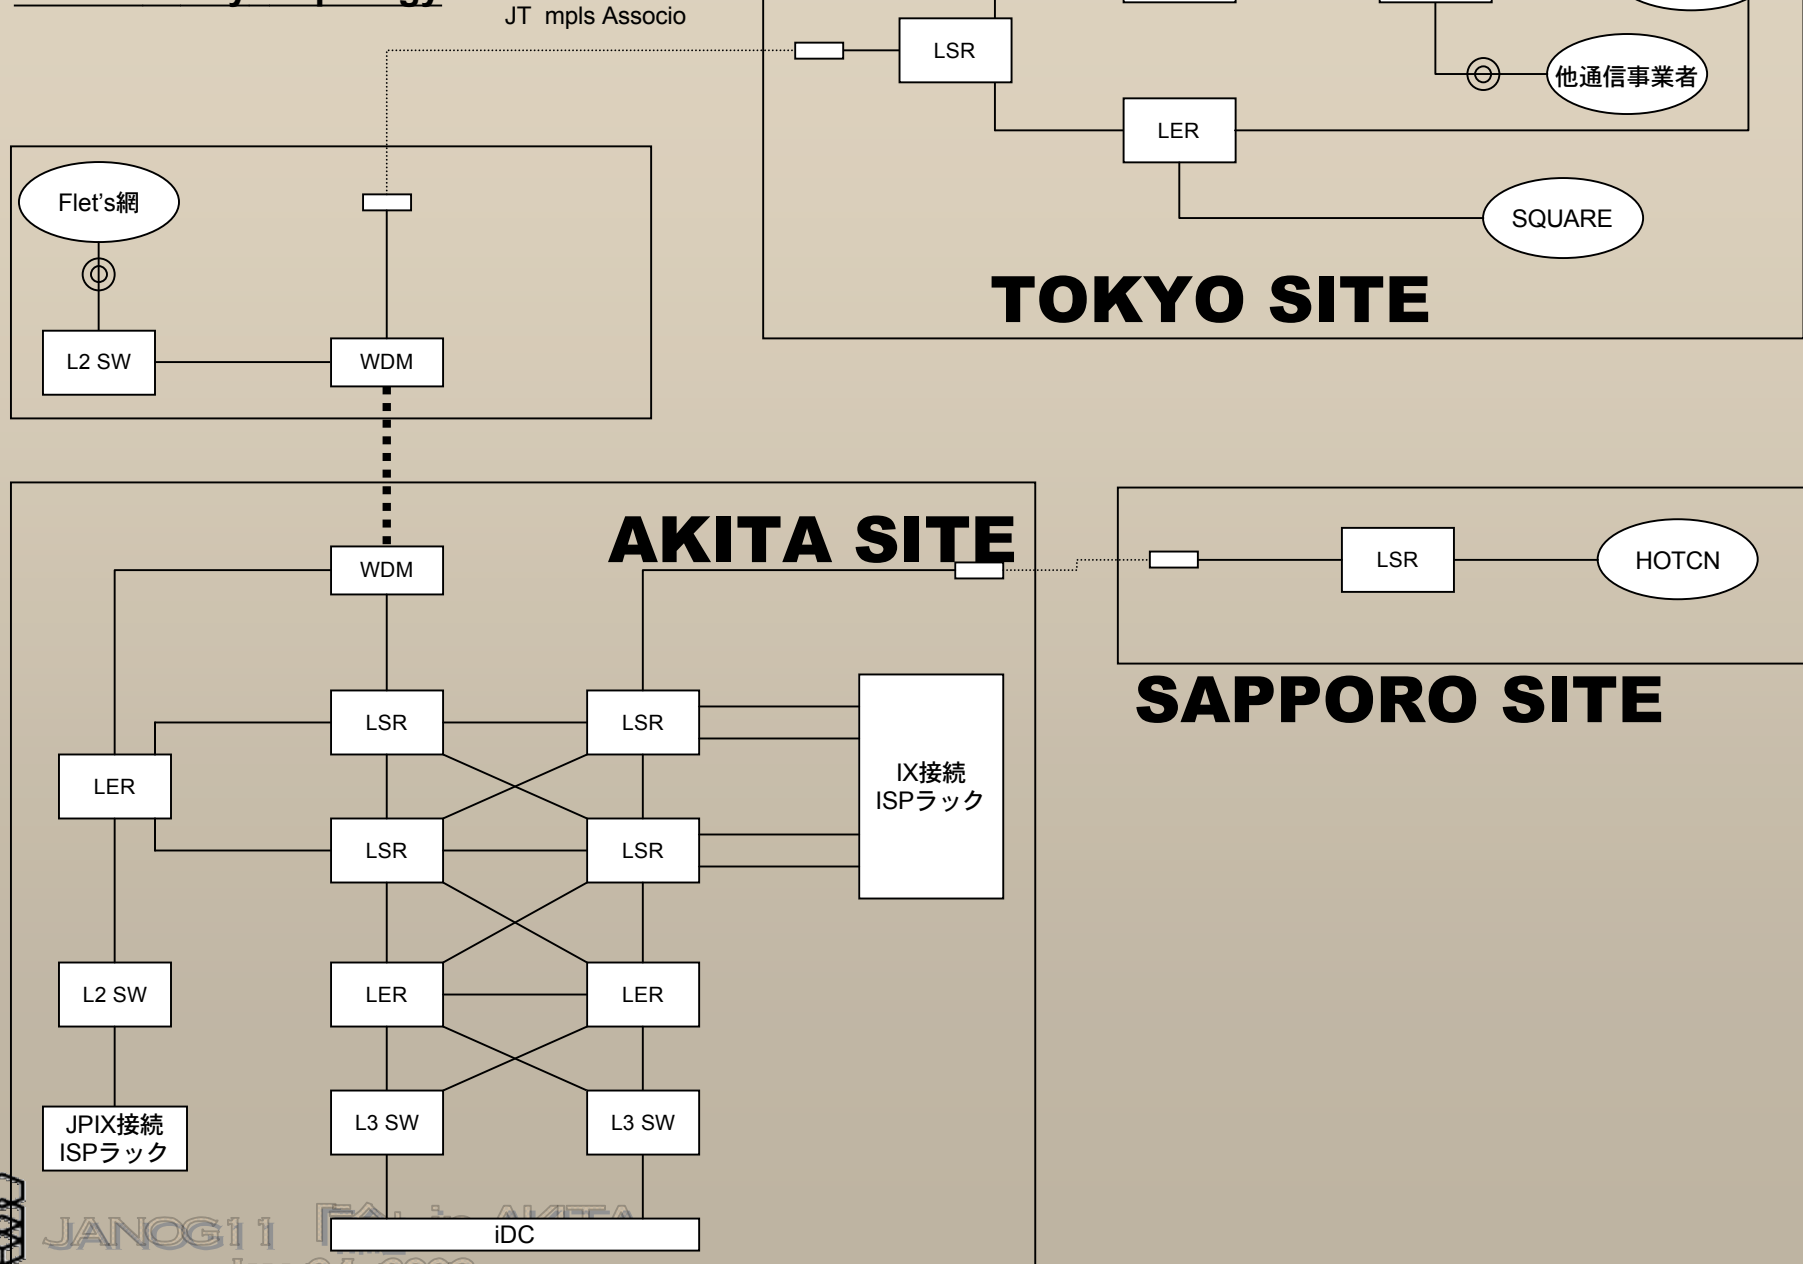 JT mpls Associo
LSR
他通信事業者
LER
SQUARE
TOKYO SITE
Flet's網
L2 SW
WDM
AKITA SITE
WDM
LSR
HOTCN
SAPPORO SITE
LSR
LSR
IX接続
ISPラック
LER
LSR
LSR
L2 SW
LER
LER
JPIX接続
ISPラック
L3 SW
L3 SW
JANOG11
in AKITA
iDC